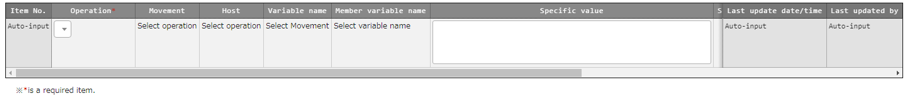 Item No. Operation* Movement Host Variable name Member variable name Specific value S Last update date/time Last updated by
Auto-input Select operation Select operation Select Movement Select variable name Auto-input Auto-input
※*is a required item.